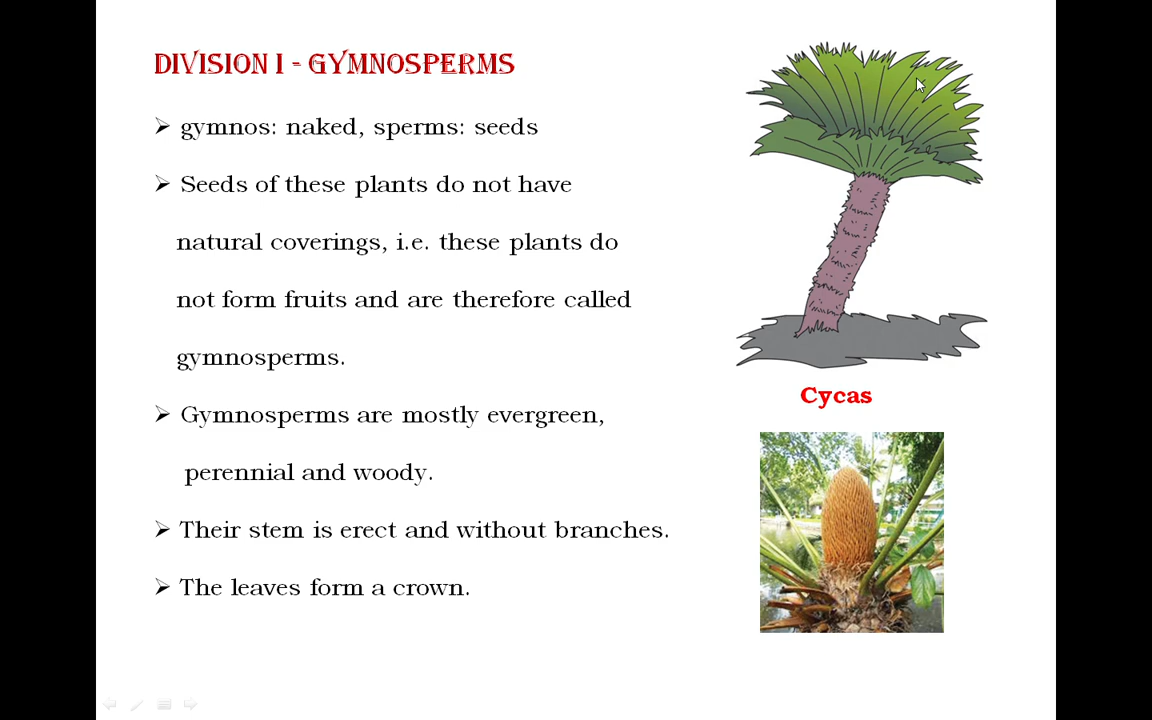 DIVISION I - GYMNOSPERMS
➢ gymnos: naked, sperms: seeds
➢ Seeds of these plants do not have
natural coverings, i.e. these plants do
not form fruits and are therefore called
gymnosperms.
➢ Gymnosperms are mostly evergreen,
perennial and woody.
➢ Their stem is erect and without branches.
➢ The leaves form a crown.
Cycas